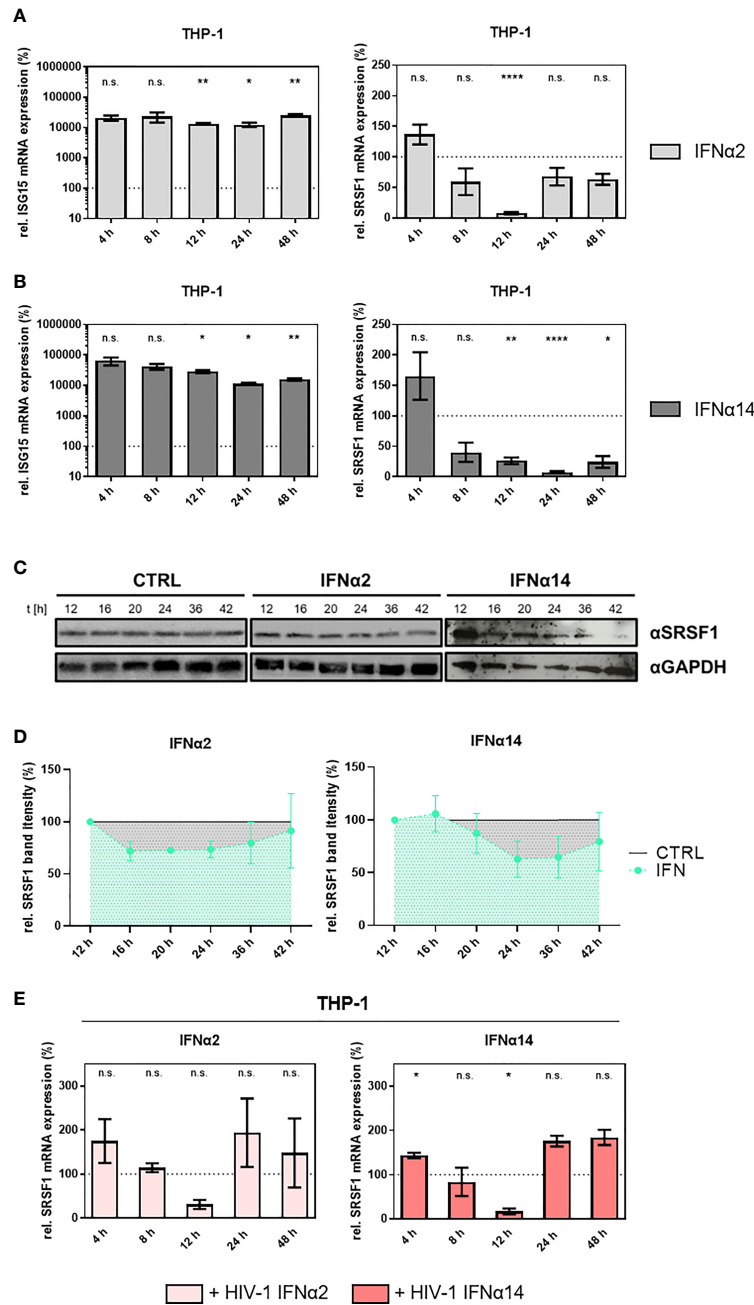 A
THP-1
rel. ISG15 mRNA expression (%)
1000000
100000
10000
1000
100
10
n.s. n.s. ** * **
4 h 8 h 12 h 24 h 48 h
THP-1
rel. SRSF1 mRNA expression (%)
250
200
150
100
50
0
n.s. n.s. **** n.s. n.s.
4 h 8 h 12 h 24 h 48 h
IFNα2
B
THP-1
rel. ISG15 mRNA expression (%)
1000000
100000
10000
1000
100
10
n.s. n.s. * * **
4 h 8 h 12 h 24 h 48 h
THP-1
rel. SRSF1 mRNA expression (%)
250
200
150
100
50
0
n.s. n.s. ** **** *
4 h 8 h 12 h 24 h 48 h
IFNα14
C
CTRL IFNα2 IFNα14
t [h] 12 16 20 24 36 42 12 16 20 24 36 42 12 16 20 24 36 42
αSRSF1
αGAPDH
D
IFNα2
rel. SRSF1 band itensity (%)
150
100
50
0
12 h 16 h 20 h 24 h 36 h 42 h
IFNα14
rel. SRSF1 band itensity (%)
150
100
50
0
12 h 16 h 20 h 24 h 36 h 42 h
CTRL
IFN
E
THP-1
IFNα2
rel. SRSF1 mRNA expression (%)
300
200
100
0
n.s. n.s. n.s. n.s. n.s.
4 h 8 h 12 h 24 h 48 h
IFNα14
rel. SRSF1 mRNA expression (%)
300
200
100
0
* n.s. * n.s. n.s.
4 h 8 h 12 h 24 h 48 h
+ HIV-1 IFNα2 + HIV-1 IFNα14